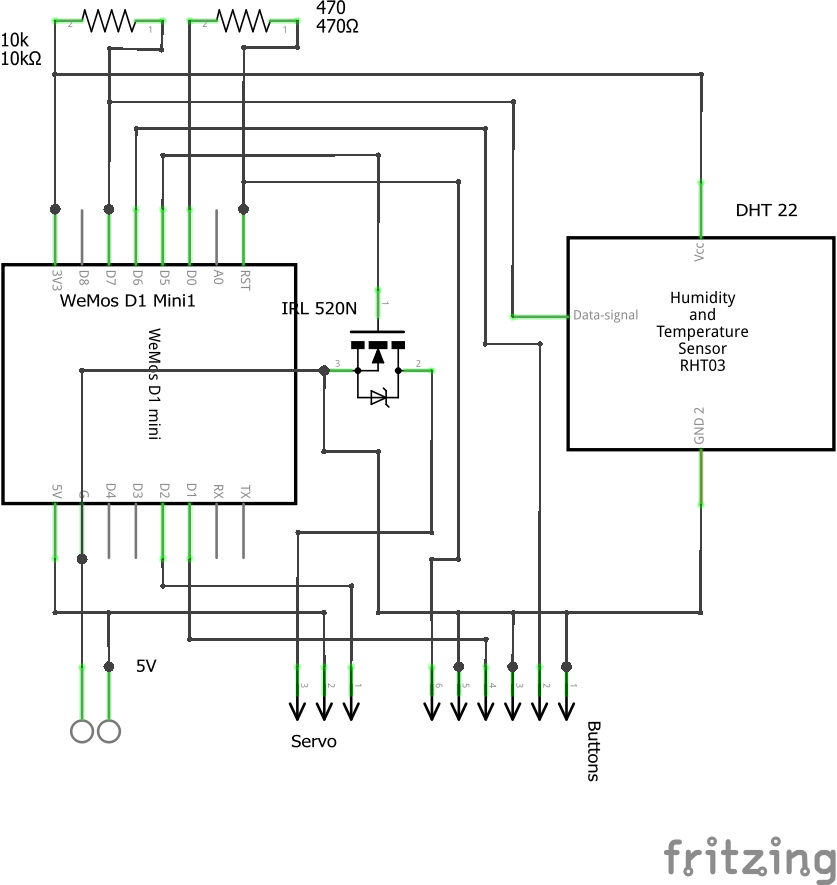 470
470Ω
10k
10kΩ
2
1
2
1
DHT 22
Vcc
3V3
D8
D7
D6
D5
D0
A0
RST
WeMos D1 Mini1
IRL 520N
1
3
2
WeMos D1 mini
Data-signal
Humidity
and
Temperature
Sensor
RHT03
GND 2
5V
G
D4
D3
D2
D1
RX
TX
5V
3
2
1
6
5
4
3
2
1
Servo
Buttons
fritzing